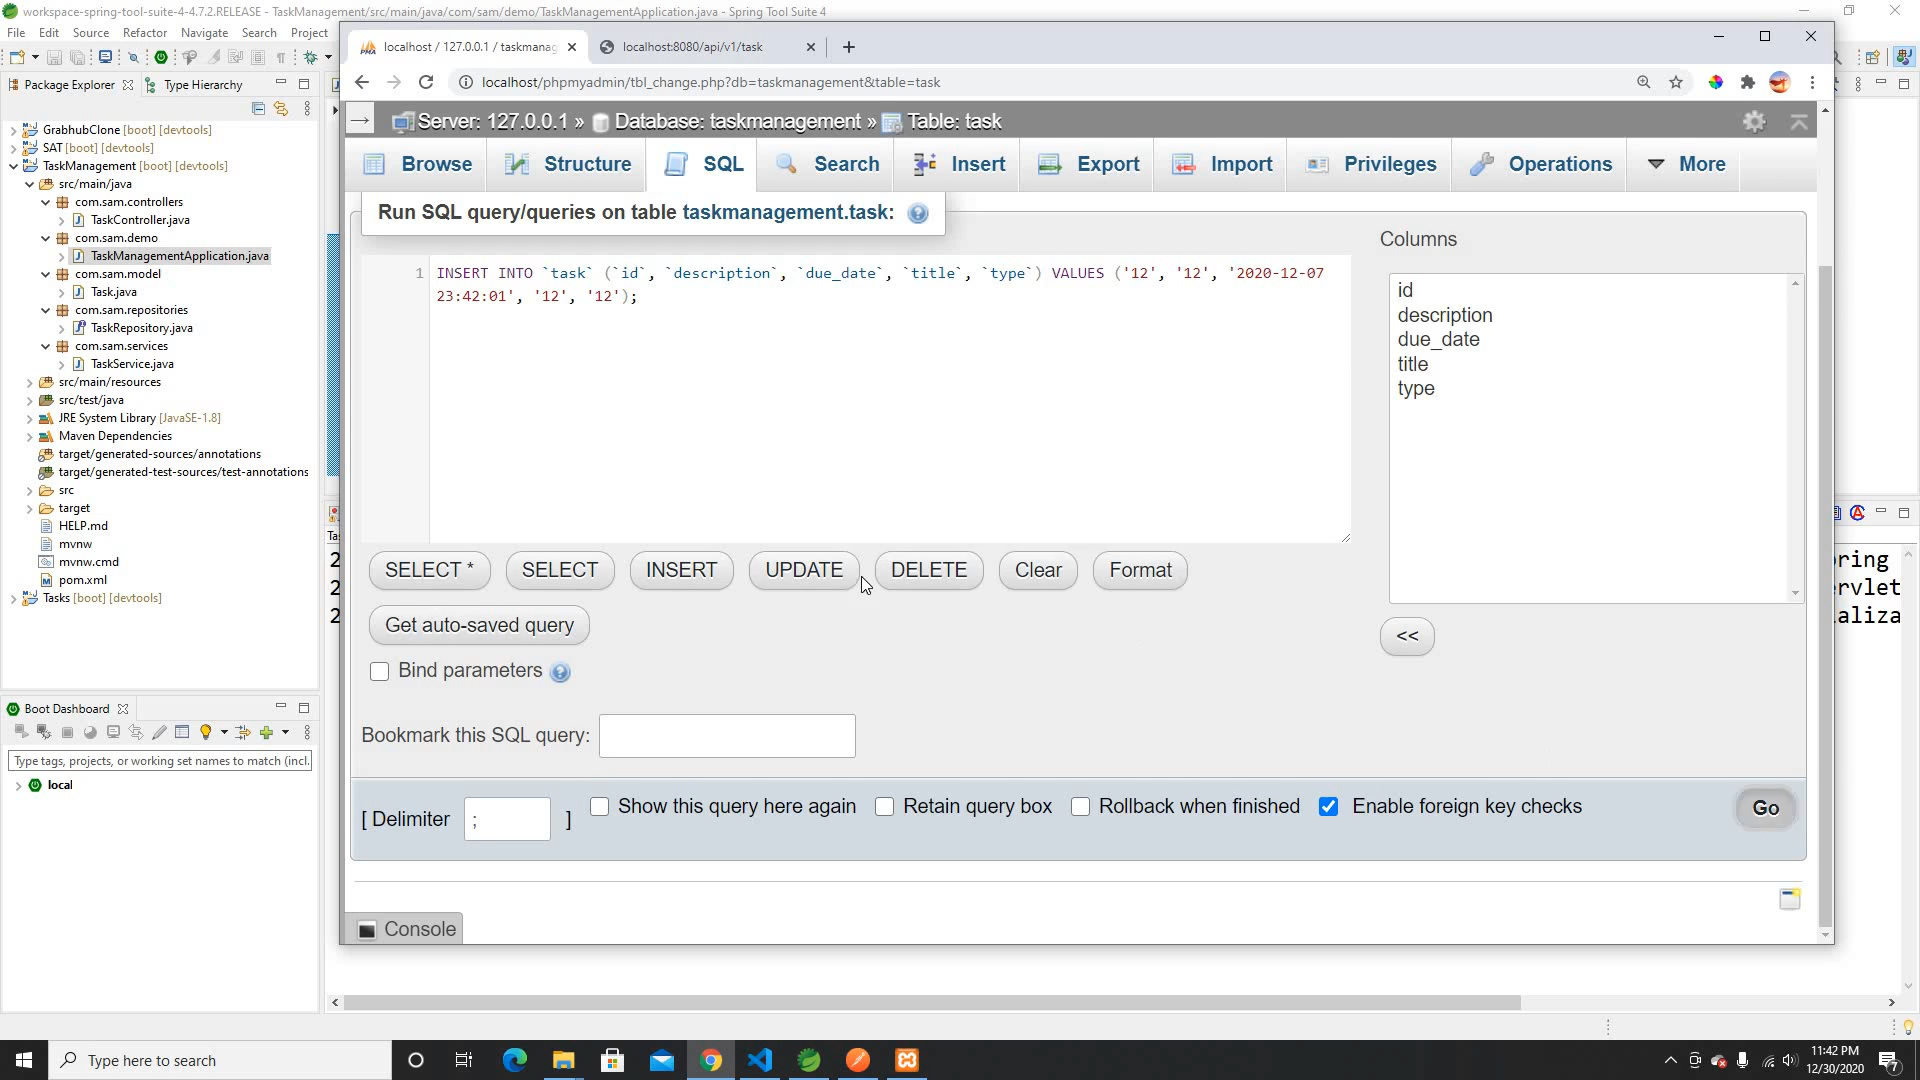 workspace-spring-tool-suite-4-4.7.2.RELEASE - TaskManagement/src/main/java/com/sam/demo/TaskManagementApplication.java - Spring Tool Suite 4
File Edit Source Refactor Navigate Search Project
localhost / 127.0.0.1 / taskmanag
localhost:8080/api/v1/task
localhost/phpmyadmin/tbl_change.php?db=taskmanagement&table=task
Package Explorer
Type Hierarchy
GrabhubClone [boot] [devtools]
SAT [boot] [devtools]
TaskManagement [boot] [devtools]
src/main/java
com.sam.controllers
TaskController.java
com.sam.demo
TaskManagementApplication.java
com.sam.model
Task.java
com.sam.repositories
TaskRepository.java
com.sam.services
TaskService.java
src/main/resources
src/test/java
JRE System Library [JavaSE-1.8]
Maven Dependencies
target/generated-sources/annotations
target/generated-test-sources/test-annotations
src
target
HELP.md
mvnw
mvnw.cmd
pom.xml
Tasks [boot] [devtools]
Boot Dashboard
Type tags, projects, or working set names to match (incl.
local
Server: 127.0.0.1 » Database: taskmanagement » Table: task
Browse Structure SQL Search Insert Export Import Privileges Operations More
Run SQL query/queries on table taskmanagement.task:
Columns
1 INSERT INTO `task` (`id`, `description`, `due_date`, `title`, `type`) VALUES ('12', '12', '2020-12-07
23:42:01', '12', '12');
id
description
due_date
title
type
SELECT * SELECT INSERT UPDATE DELETE Clear Format
Get auto-saved query
<<
Bind parameters
Bookmark this SQL query:
[ Delimiter ; ] Show this query here again Retain query box Rollback when finished Enable foreign key checks Go
Console
Ta
2
2
2
ring
rvlet
aliza
Type here to search
11:42 PM
12/30/2020
7